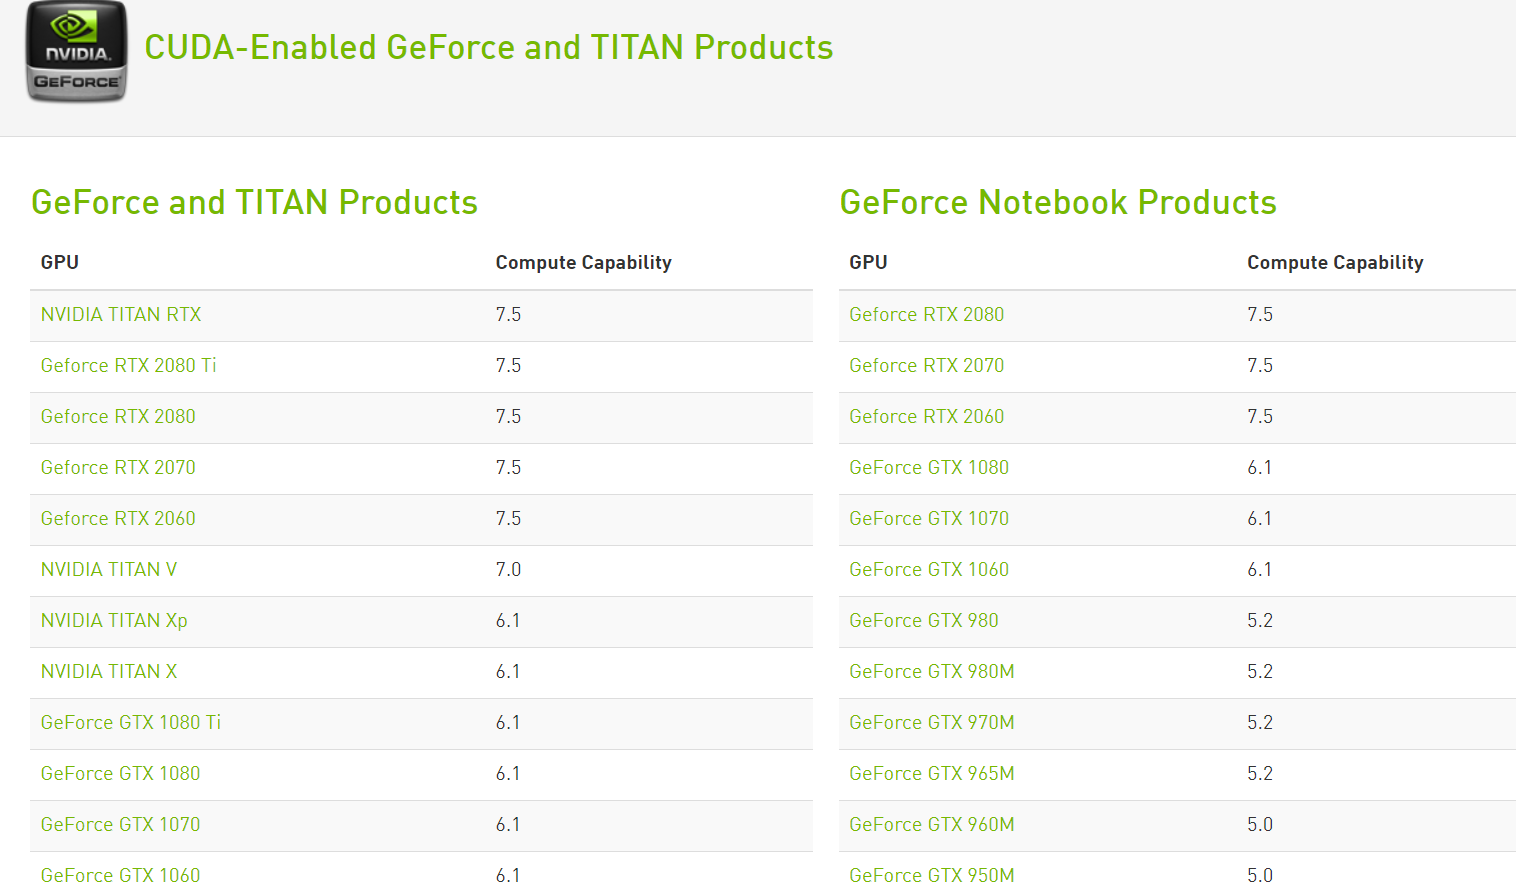 NVIDIA.
GEFORCE
CUDA-Enabled GeForce and TITAN Products
GeForce and TITAN Products
GPU Compute Capability
NVIDIA TITAN RTX 7.5
Geforce RTX 2080 Ti 7.5
Geforce RTX 2080 7.5
Geforce RTX 2070 7.5
Geforce RTX 2060 7.5
NVIDIA TITAN V 7.0
NVIDIA TITAN Xp 6.1
NVIDIA TITAN X 6.1
GeForce GTX 1080 Ti 6.1
GeForce GTX 1080 6.1
GeForce GTX 1070 6.1
GeForce GTX 1060 6.1
GeForce Notebook Products
GPU Compute Capability
Geforce RTX 2080 7.5
Geforce RTX 2070 7.5
Geforce RTX 2060 7.5
GeForce GTX 1080 6.1
GeForce GTX 1070 6.1
GeForce GTX 1060 6.1
GeForce GTX 980 5.2
GeForce GTX 980M 5.2
GeForce GTX 970M 5.2
GeForce GTX 965M 5.2
GeForce GTX 960M 5.0
GeForce GTX 950M 5.0